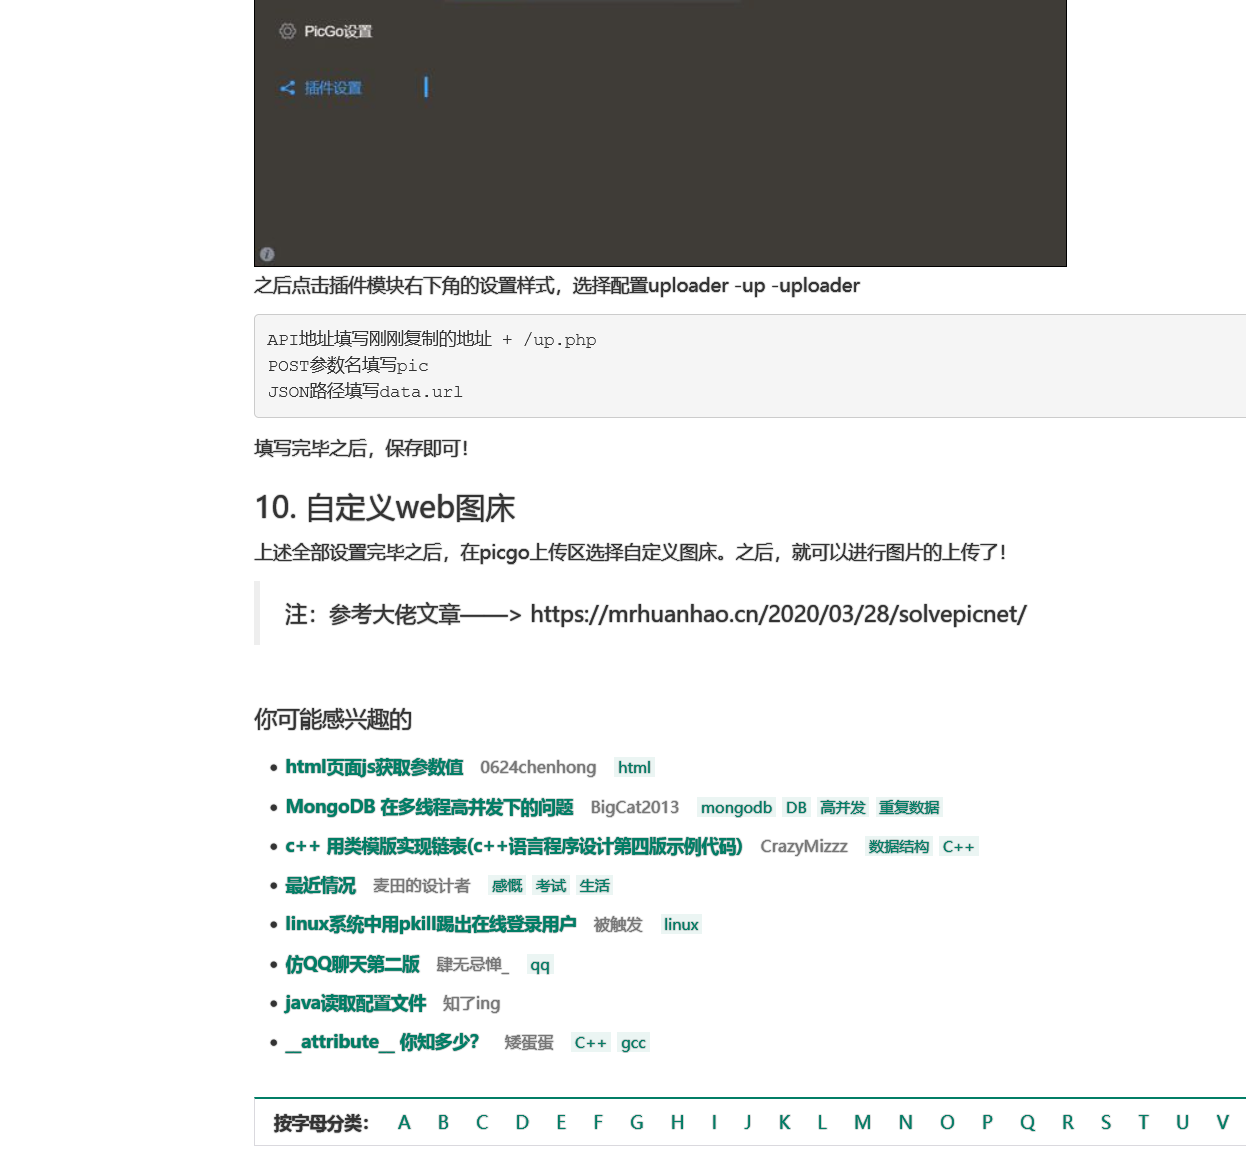 PicGo设置
插件设置
之后点击插件模块右下角的设置样式，选择配置uploader -up -uploader
API地址填写刚刚复制的地址 + /up.php
POST参数名填写pic
JSON路径填写data.url
填写完毕之后，保存即可！
10. 自定义web图床
上述全部设置完毕之后，在picgo上传区选择自定义图床。之后，就可以进行图片的上传了！
注：参考大佬文章——> https://mrhuanhao.cn/2020/03/28/solvepicnet/
你可能感兴趣的
• html页面js获取参数值 0624chenhong html
• MongoDB 在多线程高并发下的问题 BigCat2013 mongodb DB 高并发 重复数据
• c++ 用类模版实现链表(c++语言程序设计第四版示例代码) CrazyMizzz 数据结构 C++
• 最近情况 麦田的设计者 感慨 考试 生活
• linux系统中用pkill踢出在线登录用户 被触发 linux
• 仿QQ聊天第二版 肆无忌惮_ qq
• java读取配置文件 知了ing
• __attribute__ 你知多少？ 矮蛋蛋 C++ gcc
按字母分类： A B C D E F G H I J K L M N O P Q R S T U V